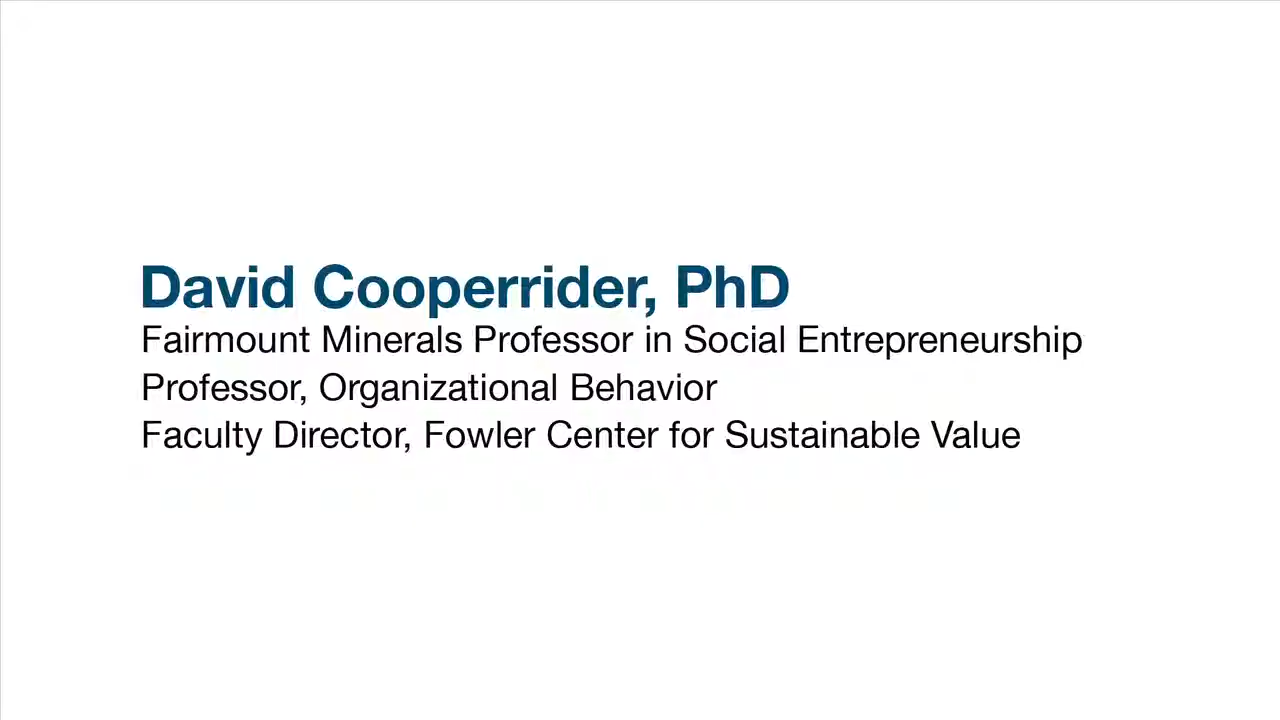 David Cooperrider, PhD
Fairmount Minerals Professor in Social Entrepreneurship
Professor, Organizational Behavior
Faculty Director, Fowler Center for Sustainable Value